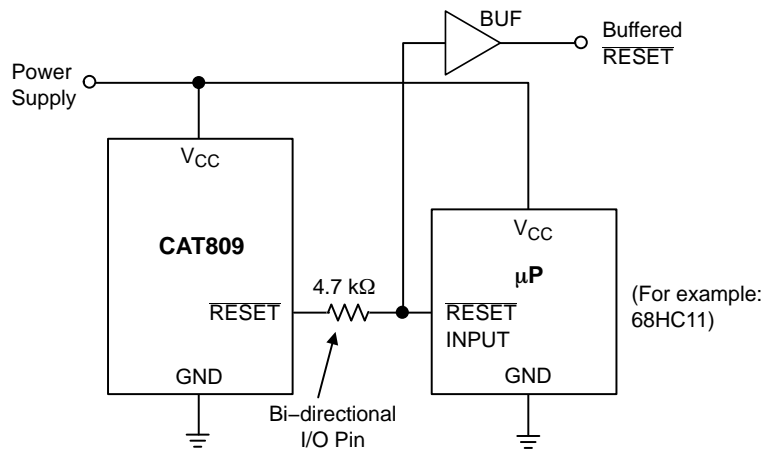 BUF
Buffered
RESET
Power
Supply
VCC
CAT809
RESET
GND
4.7 kΩ
Bi–directional
I/O Pin
VCC
μP
RESET
INPUT
GND
(For example:
68HC11)